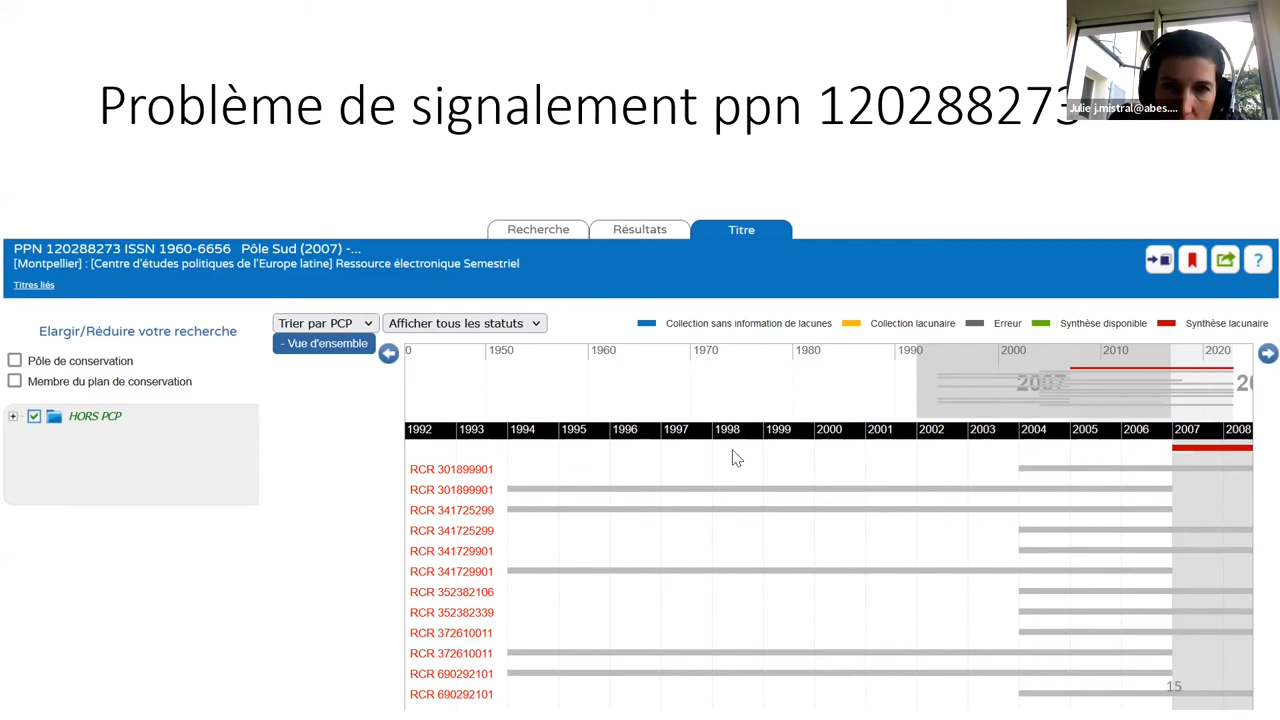 Problème de signalement ppn 120288273
Julie j.mistral@abes....
Recherche
Résultats
Titre
PPN 120288273 ISSN 1960-6656 Pôle Sud (2007) -...
[Montpellier] : [Centre d'études politiques de l'Europe latine] Ressource électronique Semestriel
Titres liés
Elargir/Réduire votre recherche
Pôle de conservation
Membre du plan de conservation
HORS PCP
Trier par PCP
Afficher tous les statuts
- Vue d'ensemble
Collection sans information de lacunes
Collection lacunaire
Erreur
Synthèse disponible
Synthèse lacunaire
0 1950 1960 1970 1980 1990 2000 2010 2020
2007
1992 1993 1994 1995 1996 1997 1998 1999 2000 2001 2002 2003 2004 2005 2006 2007 2008
RCR 301899901
RCR 301899901
RCR 341725299
RCR 341725299
RCR 341729901
RCR 341729901
RCR 352382106
RCR 352382339
RCR 372610011
RCR 372610011
RCR 690292101
RCR 690292101
15